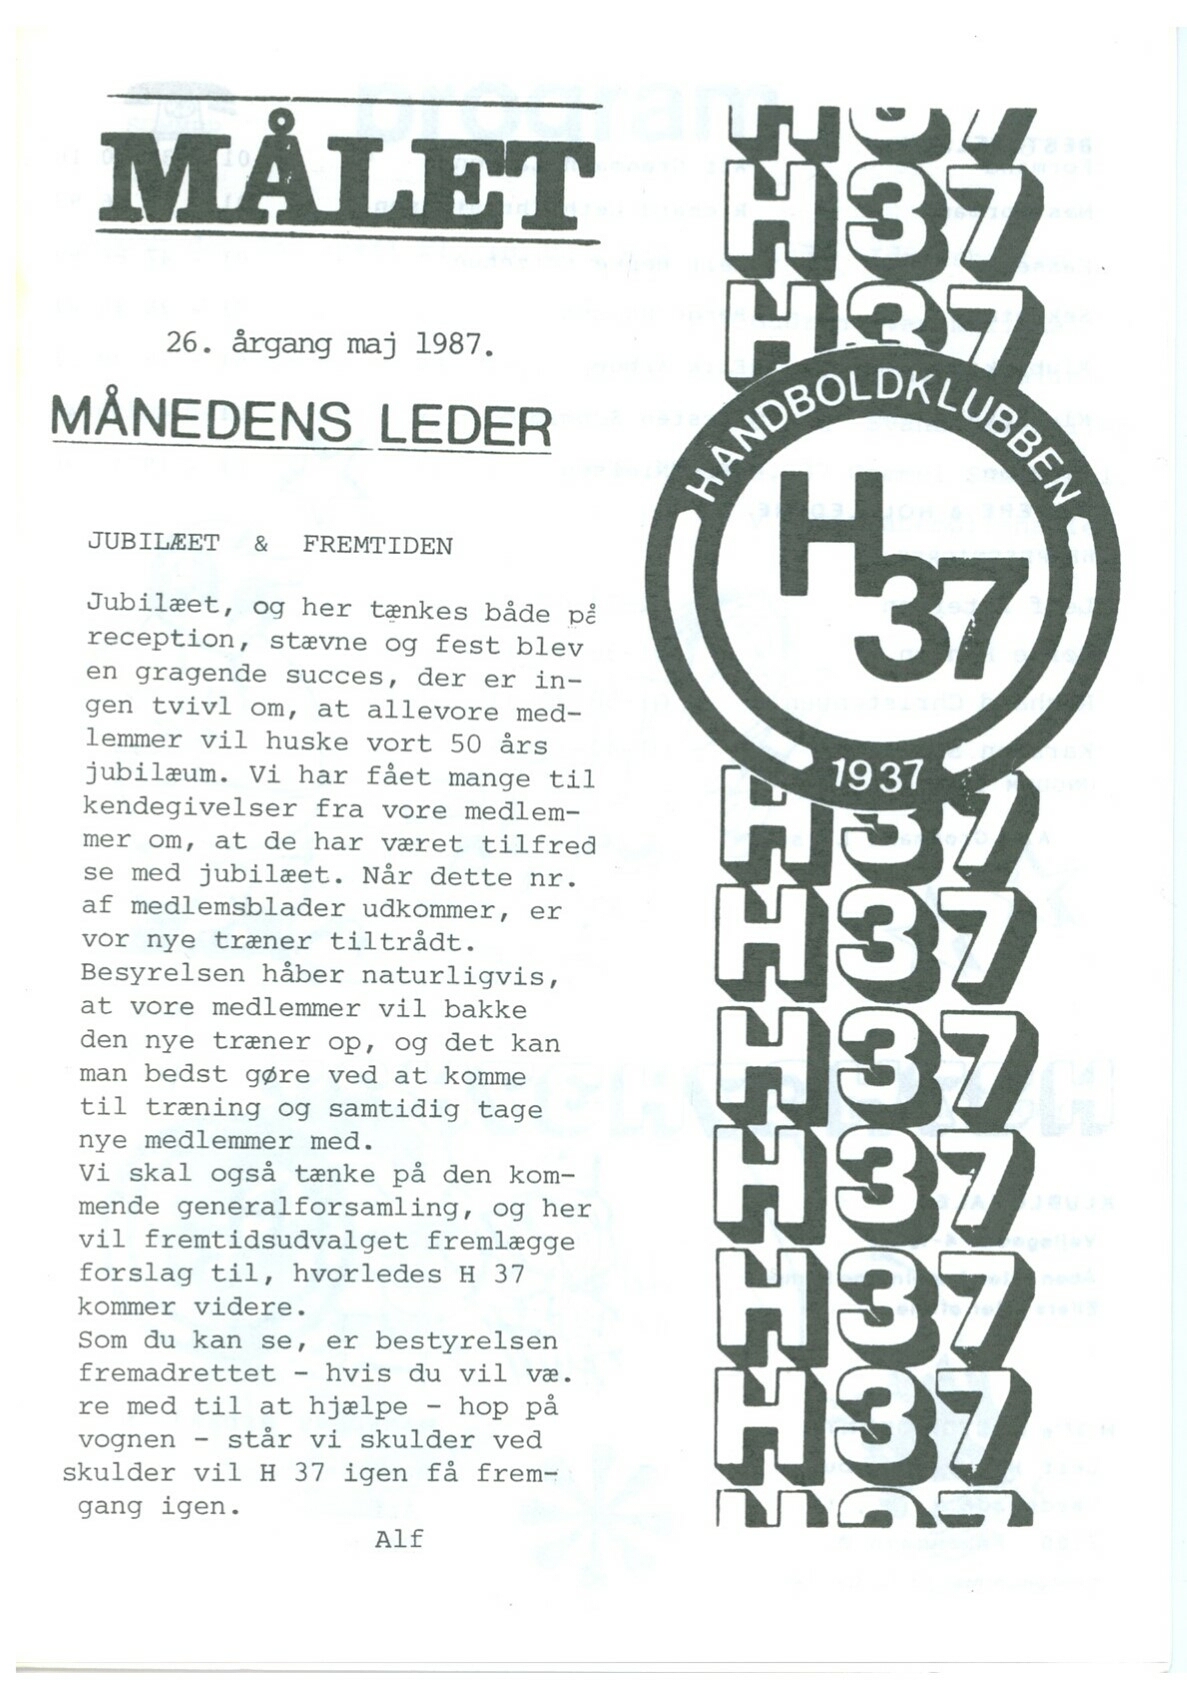 MÅLET
26. årgang maj 1987.
MÅNEDENS LEDER
JUBILÆET & FREMTIDEN
Jubilæet, og her tænkes både på
reception, stævne og fest blev
en gragende succes, der er in-
gen tvivl om, at allevore med-
lemmer vil huske vort 50 års
jubilæum. Vi har fået mange til
kendegivelser fra vore medlem-
mer om, at de har været tilfred
se med jubilæet. Når dette nr.
af medlemsblader udkommer, er
vor nye træner tiltrådt.
Besyrelsen håber naturligvis,
at vore medlemmer vil bakke
den nye træner op, og det kan
man bedst gøre ved at komme
til træning og samtidig tage
nye medlemmer med.
Vi skal også tænke på den kom-
mende generalforsamling, og her
vil fremtidsudvalget fremlægge
forslag til, hvorledes H 37
kommer videre.
Som du kan se, er bestyrelsen
fremadrettet - hvis du vil væ.
re med til at hjælpe - hop på
vognen - står vi skulder ved
skulder vil H 37 igen få frem-
gang igen.
Alf
H37
H37
H37
HANDBOLDKLUBBEN
H
37
1937
H37
H37
H37
H37
H37
H37
H37